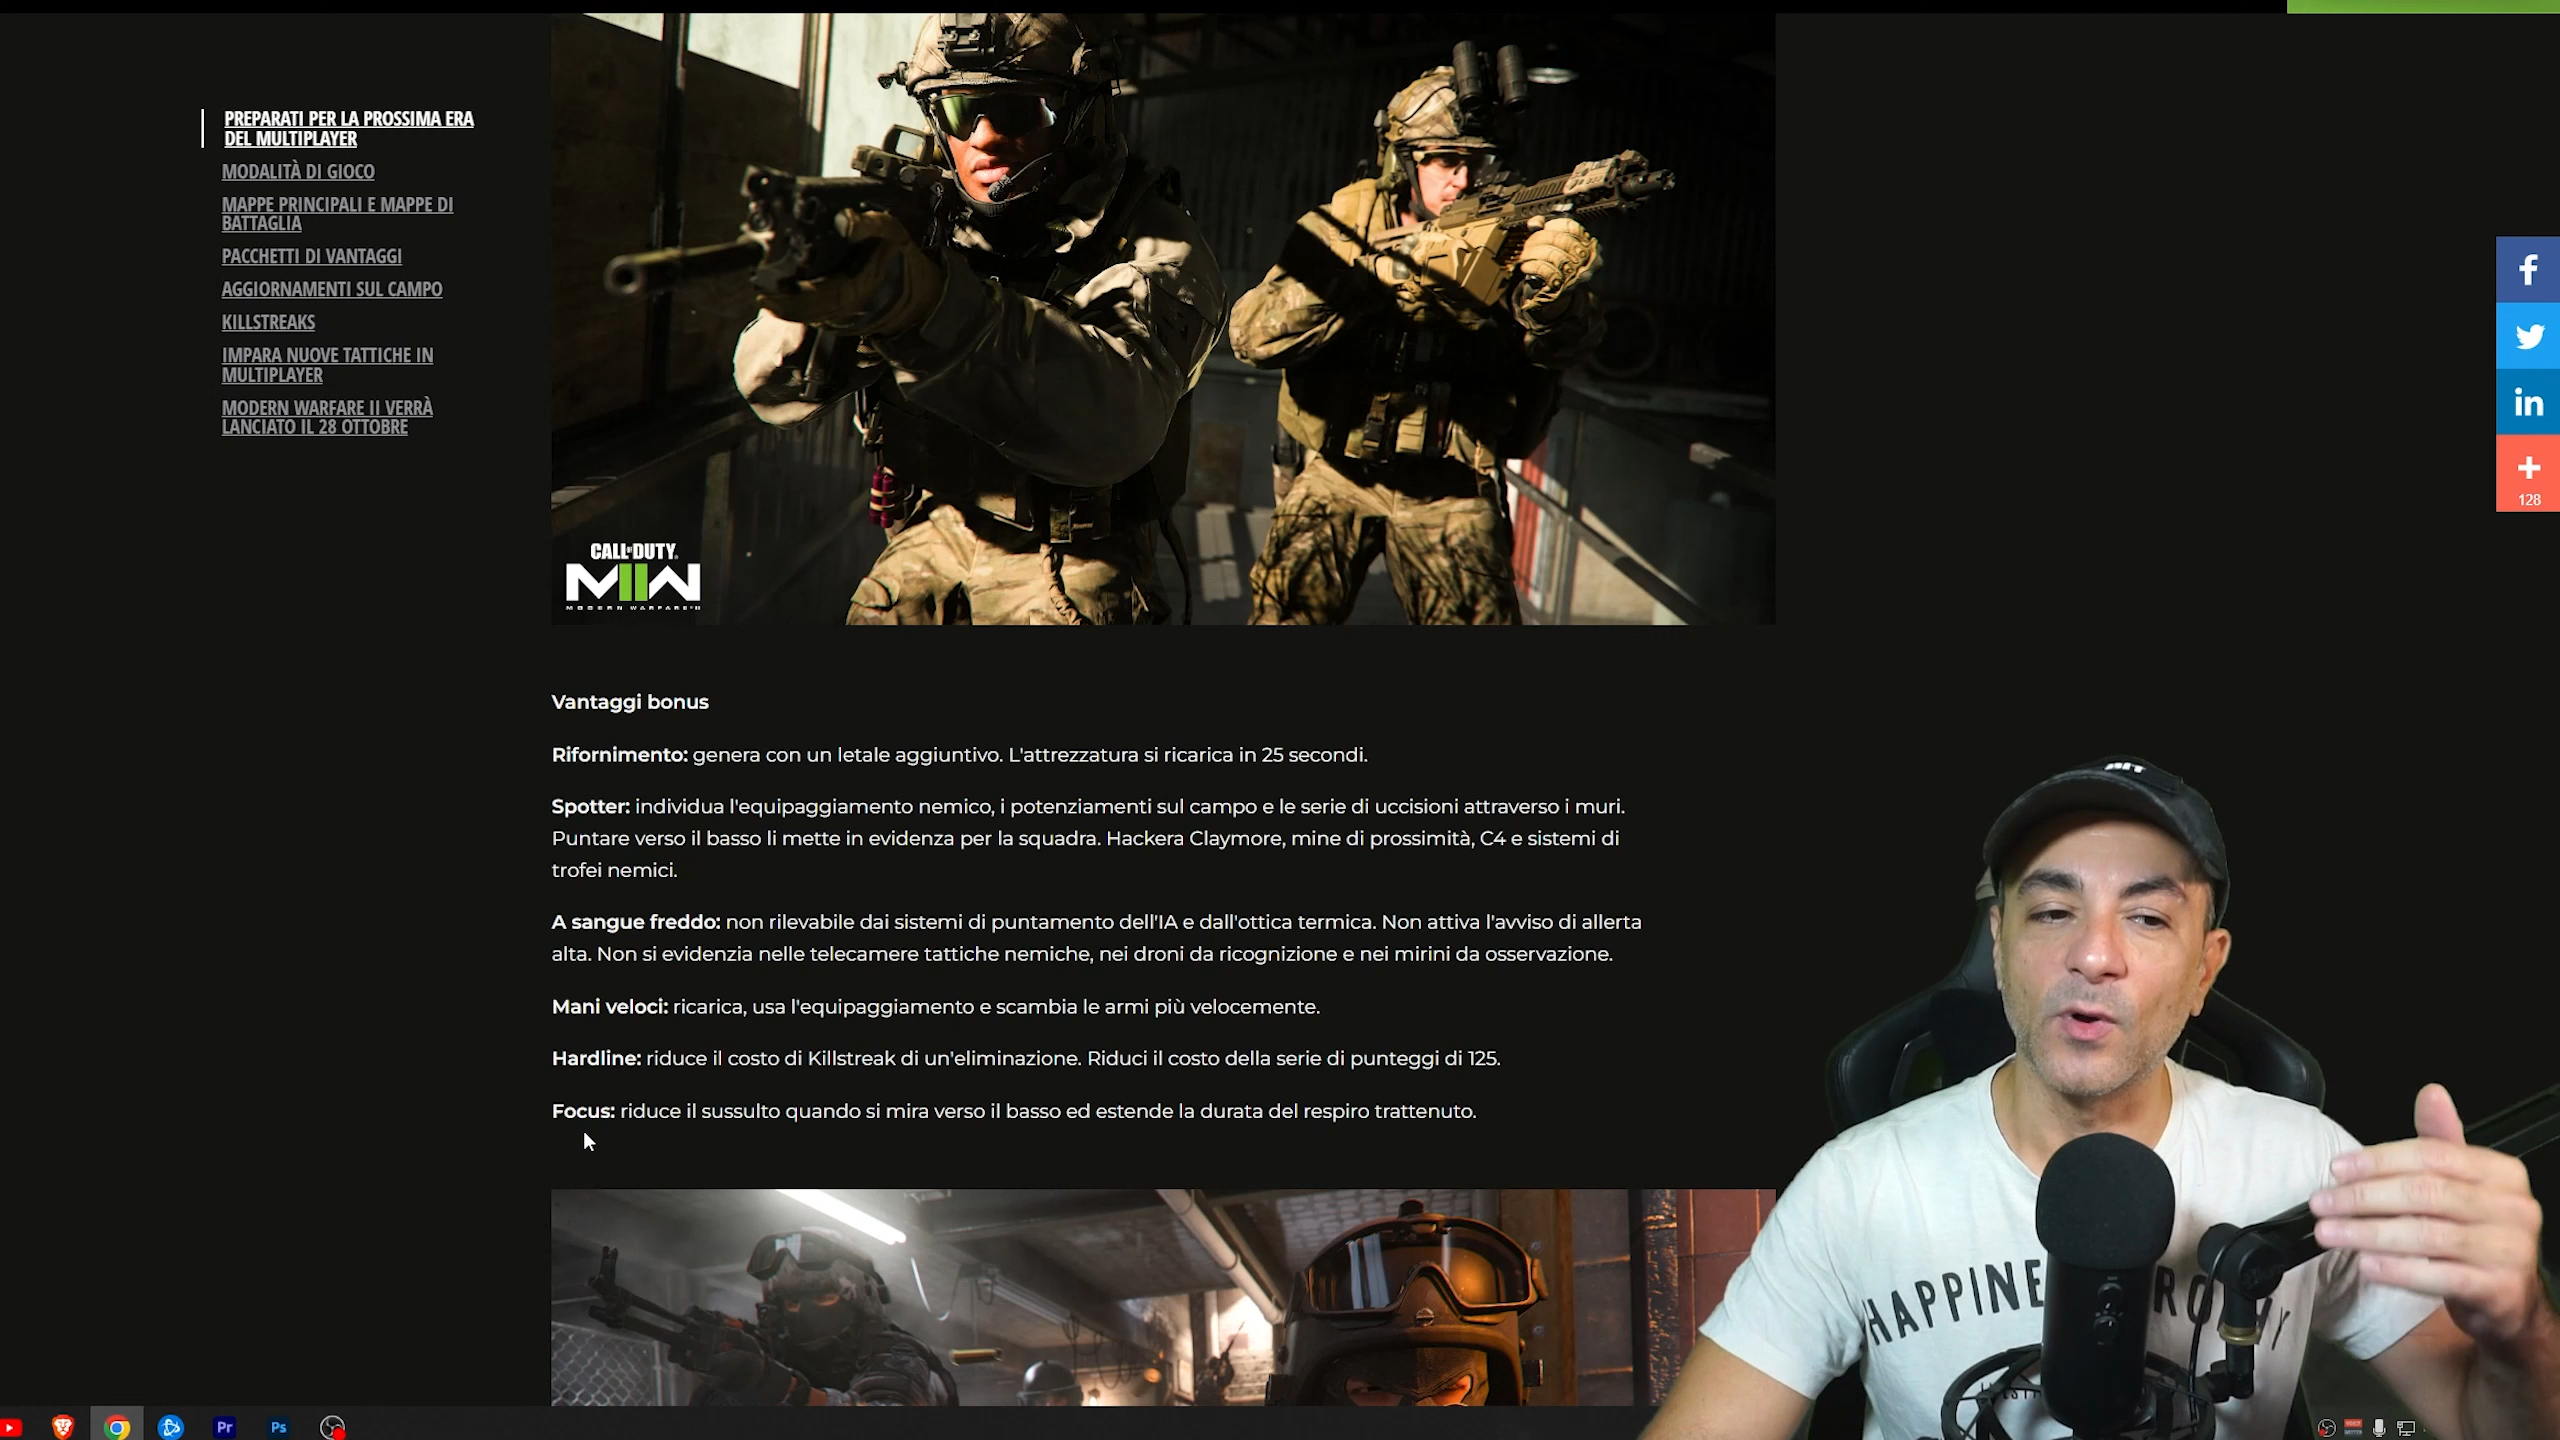 PREPARATI PER LA PROSSIMA ERA
DEL MULTIPLAYER
MODALITÀ DI GIOCO
MAPPE PRINCIPALI E MAPPE DI
BATTAGLIA
PACCHETTI DI VANTAGGI
AGGIORNAMENTI SUL CAMPO
KILLSTREAKS
IMPARA NUOVE TATTICHE IN
MULTIPLAYER
MODERN WARFARE II VERRÀ
LANCIATO IL 28 OTTOBRE
CALL OF DUTY
MWII
MODERN WARFARE II
128
Vantaggi bonus
Rifornimento: genera con un letale aggiuntivo. L'attrezzatura si ricarica in 25 secondi.
Spotter: individua l'equipaggiamento nemico, i potenziamenti sul campo e le serie di uccisioni attraverso i muri.
Puntare verso il basso li mette in evidenza per la squadra. Hackera Claymore, mine di prossimità, C4 e sistemi di
trofei nemici.
A sangue freddo: non rilevabile dai sistemi di puntamento dell'IA e dall'ottica termica. Non attiva l'avviso di allerta
alta. Non si evidenzia nelle telecamere tattiche nemiche, nei droni da ricognizione e nei mirini da osservazione.
Mani veloci: ricarica, usa l'equipaggiamento e scambia le armi più velocemente.
Hardline: riduce il costo di Killstreak di un'eliminazione. Riduci il costo della serie di punteggi di 125.
Focus: riduce il sussulto quando si mira verso il basso ed estende la durata del respiro trattenuto.
Pr
Ps